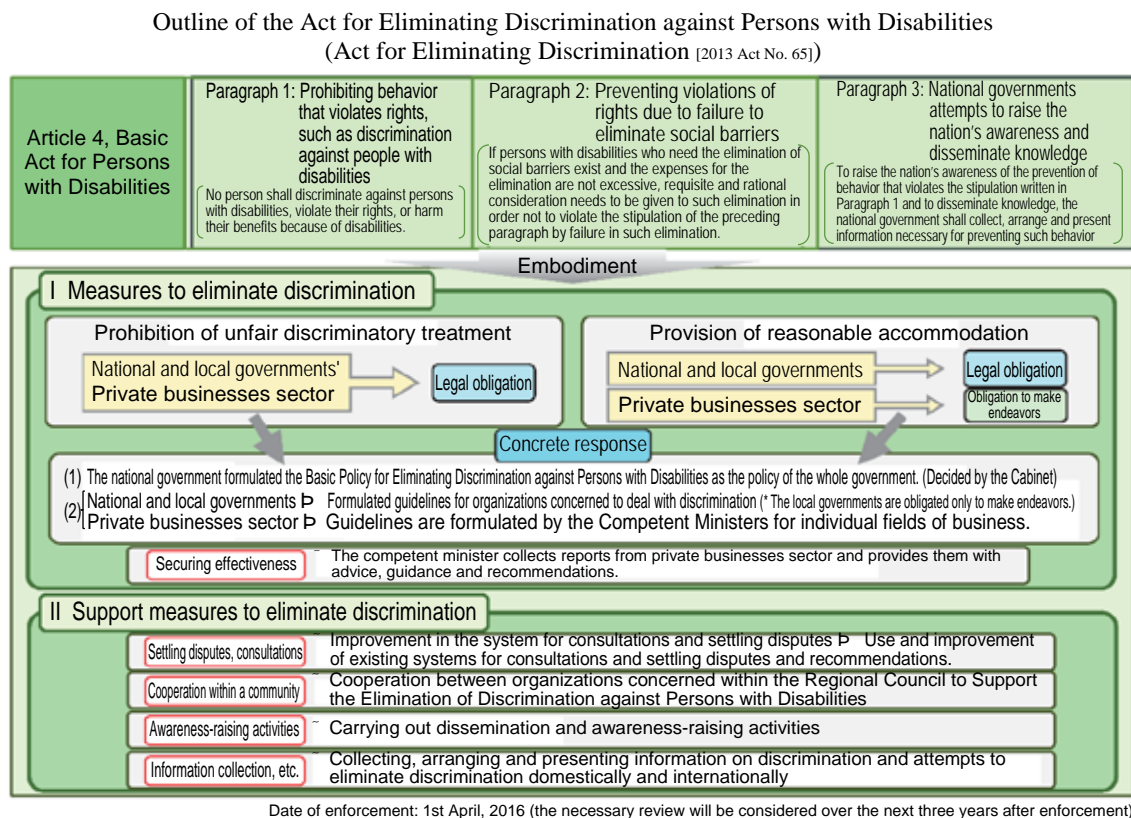 Outline of the Act for Eliminating Discrimination against Persons with Disabilities
(Act for Eliminating Discrimination [2013 Act No. 65])
Article 4, Basic
Act for Persons
with Disabilities
Paragraph 1: Prohibiting behavior
that violates rights,
such as discrimination
against people with
disabilities
No person shall discriminate against persons
with disabilities, violate their rights, or harm
their benefits because of disabilities.
Paragraph 2: Preventing violations of
rights due to failure to
eliminate social barriers
If persons with disabilities who need the elimination of
social barriers exist and the expenses for the
elimination are not excessive, requisite and rational
consideration needs to be given to such elimination in
order not to violate the stipulation of the preceding
paragraph by failure in such elimination.
Paragraph 3: National governments
attempts to raise the
nation's awareness and
disseminate knowledge
To raise the nation's awareness of the prevention of
behavior that violates the stipulation written in
Paragraph 1 and to disseminate knowledge, the
national government shall collect, arrange and present
information necessary for preventing such behavior
Embodiment
I Measures to eliminate discrimination
Prohibition of unfair discriminatory treatment
National and local governments'
Private businesses sector
Legal obligation
Provision of reasonable accommodation
National and local governments
Legal obligation
Private businesses sector
Obligation to make
endeavors
Concrete response
(1) The national government formulated the Basic Policy for Eliminating Discrimination against Persons with Disabilities as the policy of the whole government. (Decided by the Cabinet)
(2) National and local governments Þ Formulated guidelines for organizations concerned to deal with discrimination (* The local governments are obligated only to make endeavors.)
Private businesses sector Þ Guidelines are formulated by the Competent Ministers for individual fields of business.
Securing effectiveness ~ The competent minister collects reports from private businesses sector and provides them with
advice, guidance and recommendations.
II Support measures to eliminate discrimination
Settling disputes, consultations ~ Improvement in the system for consultations and settling disputes Þ Use and improvement
of existing systems for consultations and settling disputes and recommendations.
Cooperation within a community ~ Cooperation between organizations concerned within the Regional Council to Support
the Elimination of Discrimination against Persons with Disabilities
Awareness-raising activities ~ Carrying out dissemination and awareness-raising activities
Information collection, etc. ~ Collecting, arranging and presenting information on discrimination and attempts to
eliminate discrimination domestically and internationally
Date of enforcement: 1st April, 2016 (the necessary review will be considered over the next three years after enforcement)